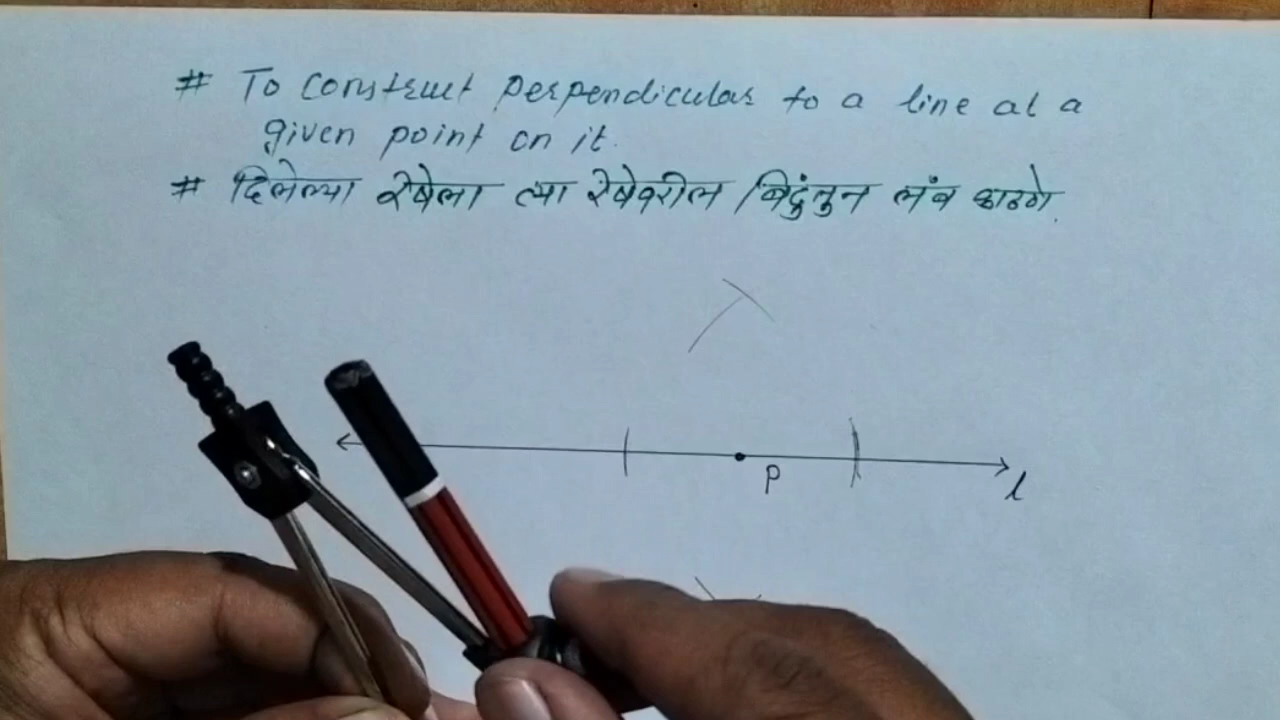 # To construct perpendicular to a line at a
given point on it.
# दिलेल्या रेषेला त्या रेषेवरील बिंदुंतुन लंब काढणे.
P
l